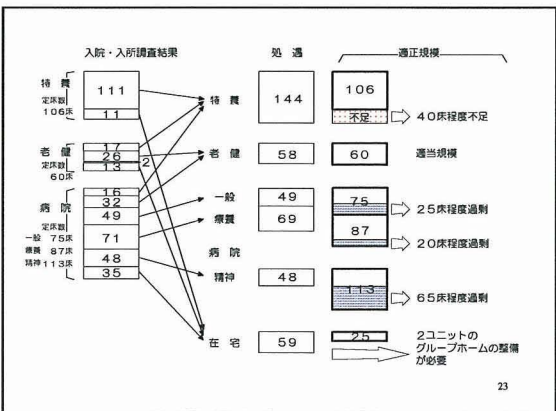 入院・入所調査結果
処 遇
適正規模
特 養
定床数
106床
111
11
特 養
144
106
不足
40床程度不足
老 健
定床数
60床
17
26
2
13
老 健
58
60
適当規模
病 院
定床数
一般 75床
療養 87床
精神113床
16
32
49
71
48
35
一般
療養
病 院
精神
49
69
48
75
25床程度過剰
87
20床程度過剰
113
65床程度過剰
在 宅
59
25
2ユニットの
グループホームの整備
が必要
23